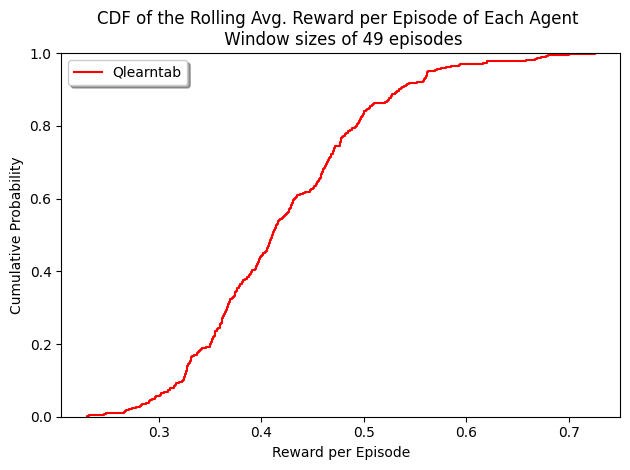 CDF of the Rolling Avg. Reward per Episode of Each Agent
Window sizes of 49 episodes
Qlearntab
Cumulative Probability
1.0
0.8
0.6
0.4
0.2
0.0
0.3 0.4 0.5 0.6 0.7
Reward per Episode